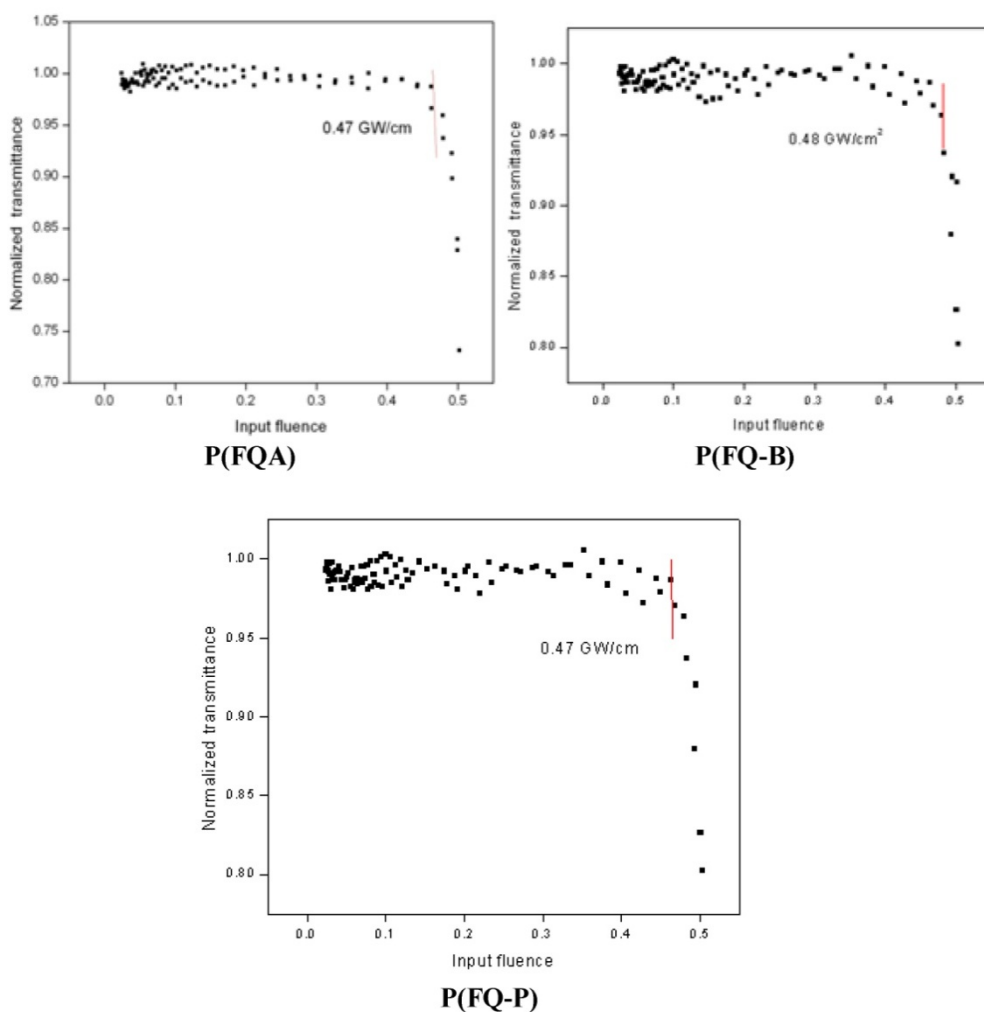 1.05
1.00
0.95
0.90
0.85
0.80
0.75
0.70
Normalized transmittance
0.47 GW/cm
0.0 0.1 0.2 0.3 0.4 0.5
Input fluence
P(FQA)
1.00
0.95
0.90
0.85
0.80
Normalized transmittance
0.48 GW/cm²
0.0 0.1 0.2 0.3 0.4 0.5
Input fluence
P(FQ-B)
1.00
0.95
0.90
0.85
0.80
Normalized transmittance
0.47 GW/cm
0.0 0.1 0.2 0.3 0.4 0.5
Input fluence
P(FQ-P)